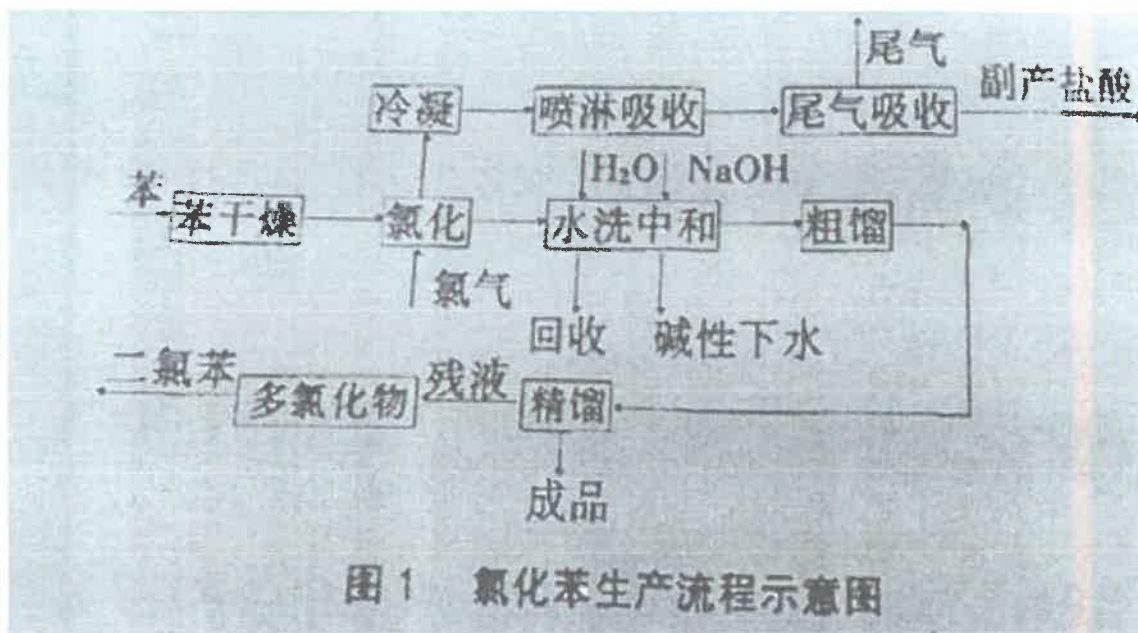 尾气
副产盐酸
冷凝
喷淋吸收
尾气吸收
H₂O
NaOH
苯
苯干燥
氯化
水洗中和
粗馏
氯气
回收
碱性下水
二氯苯
多氯化物
残液
精馏
成品
图1 氯化苯生产流程示意图